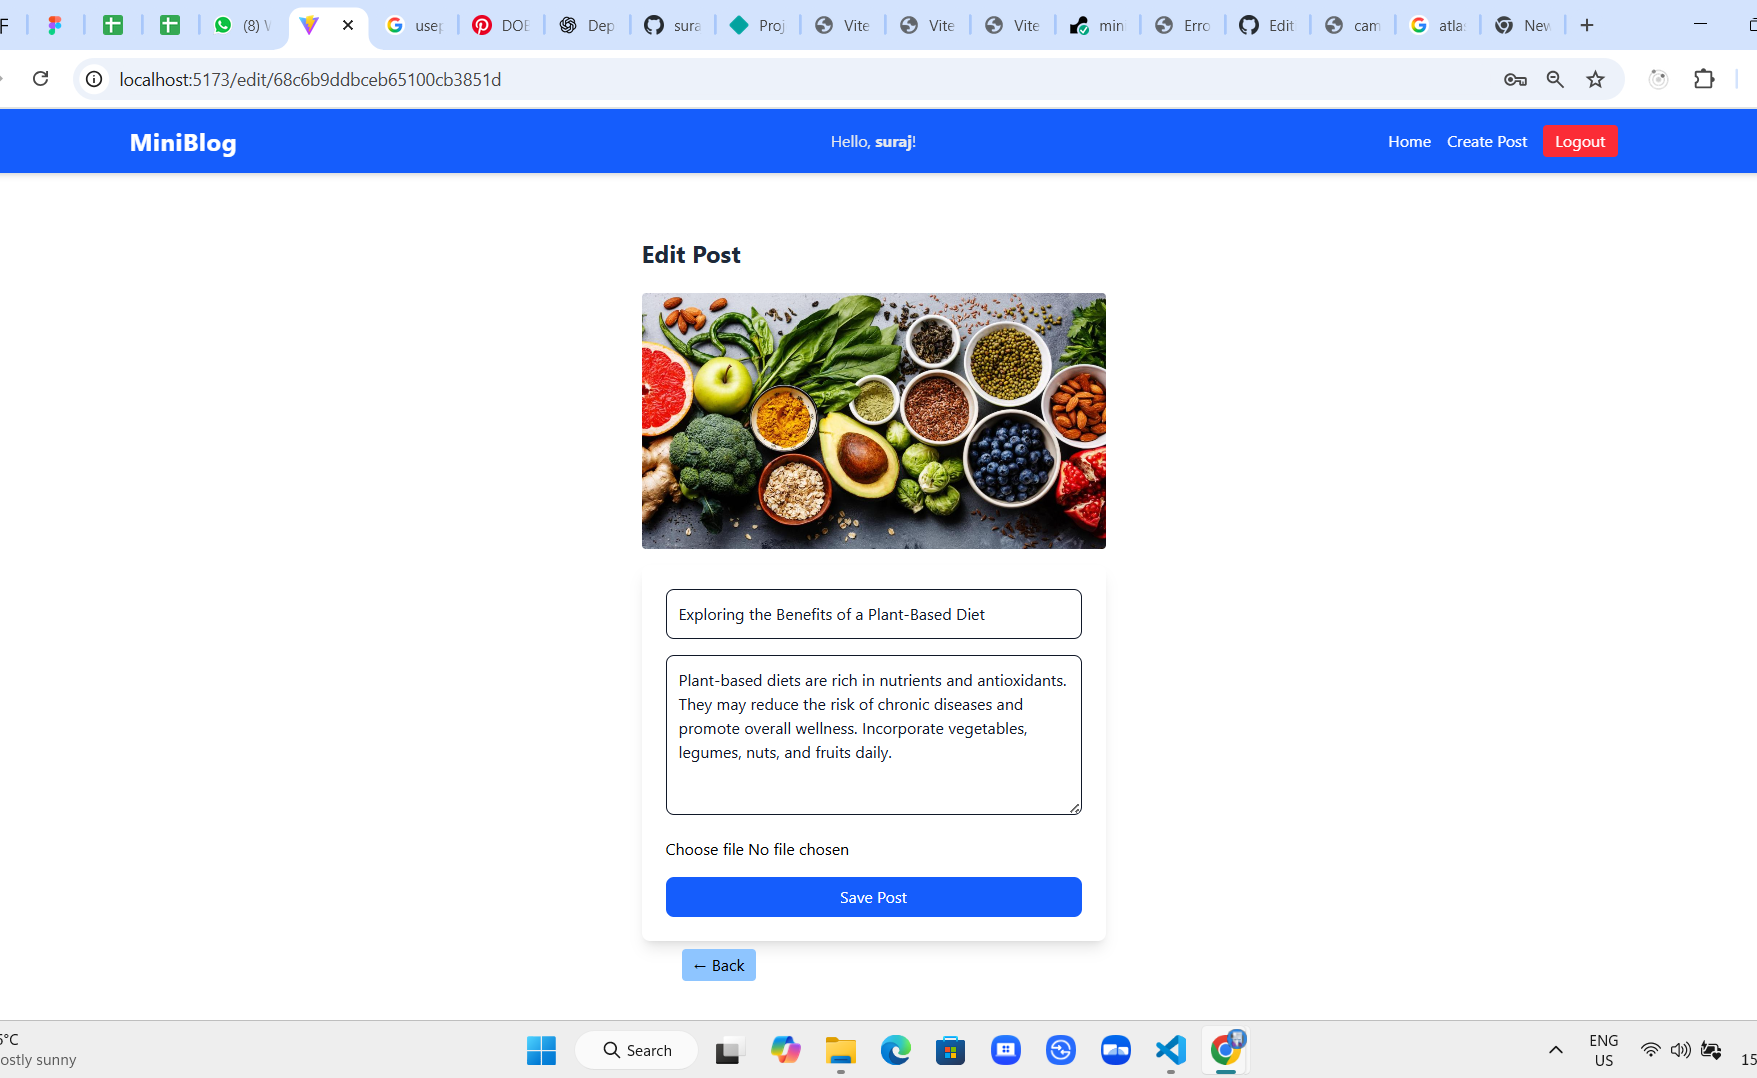 F
(8) W
usep
DOE
Dep
sura
Proj
Vite
Vite
Vite
mini
Erro
Edit
cam
atlas
New
localhost:5173/edit/68c6b9ddbceb65100cb3851d
MiniBlog
Hello, suraj!
Home
Create Post
Logout
Edit Post
Exploring the Benefits of a Plant-Based Diet
Plant-based diets are rich in nutrients and antioxidants.
They may reduce the risk of chronic diseases and
promote overall wellness. Incorporate vegetables,
legumes, nuts, and fruits daily.
Choose file No file chosen
Save Post
← Back
5°C
ostly sunny
Search
ENG
US
15